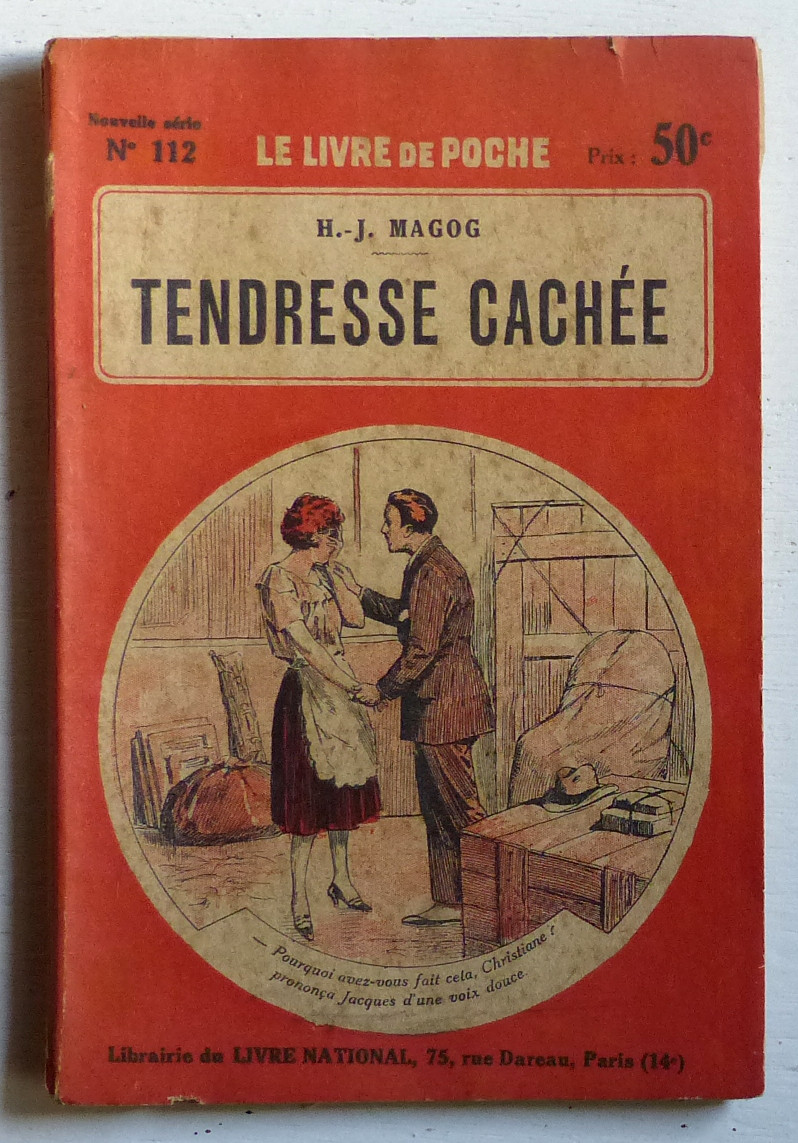 Nouvelle série
N° 112
LE LIVRE DE POCHE
Prix : 50c
H.-J. MAGOG
TENDRESSE CACHÉE
— Pourquoi avez-vous fait cela, Christiane ?
prononça Jacques d'une voix douce.
Librairie du LIVRE NATIONAL, 75, rue Dareau, Paris (14e)